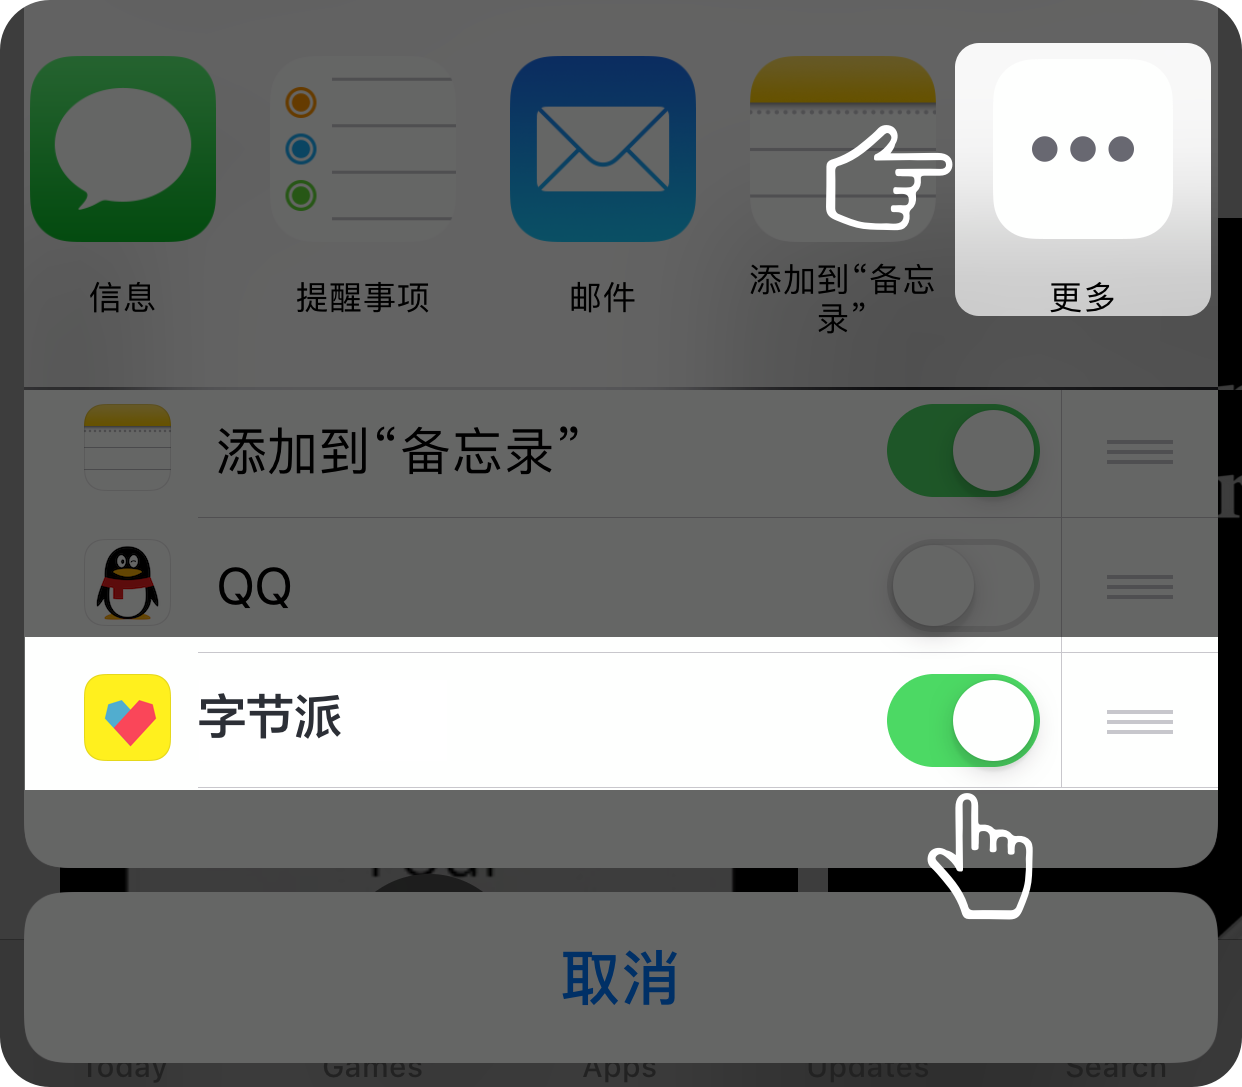 信息
提醒事项
邮件
添加到“备忘
录”
更多
添加到“备忘录”
QQ
字节派
取消
Today
Games
Apps
Updates
Search